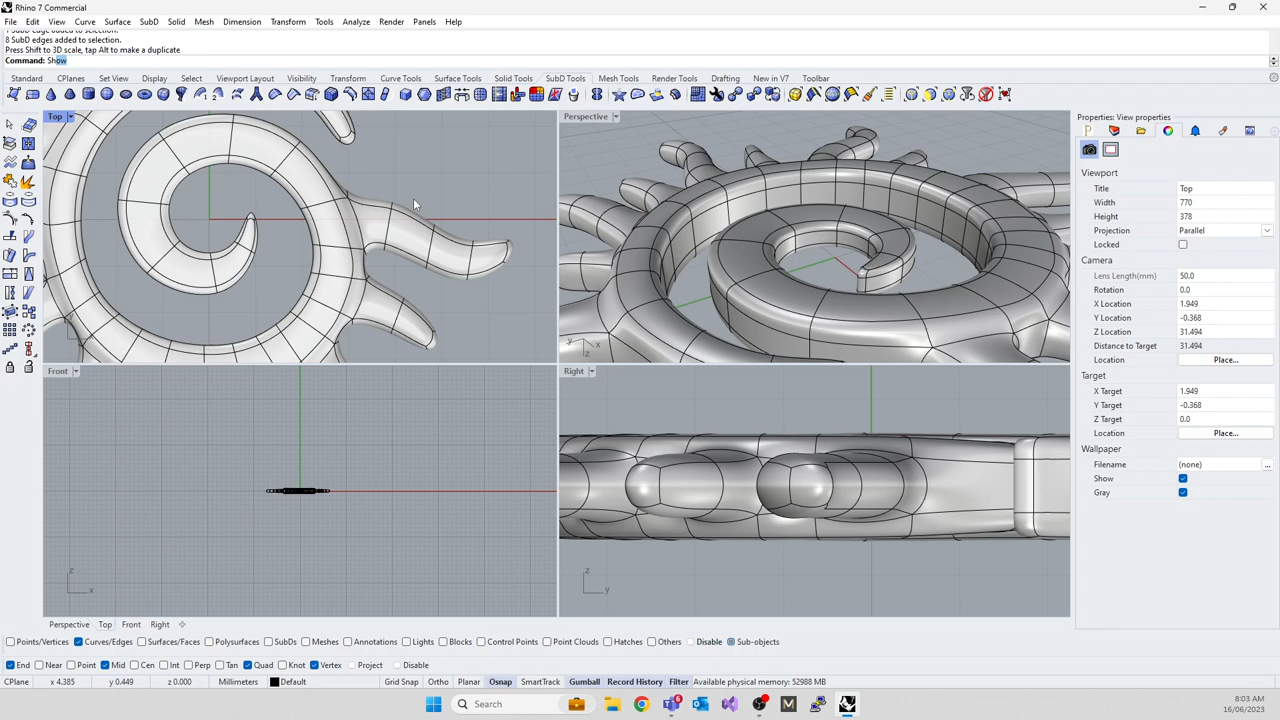 Rhino 7 Commercial
File Edit View Curve Surface SubD Solid Mesh Dimension Transform Tools Analyze Render Panels Help
8 SubD edges added to selection.
Press Shift to 3D scale, tap Alt to make a duplicate
Command: Show
Standard CPlanes Set View Display Select Viewport Layout Visibility Transform Curve Tools Surface Tools Solid Tools SubD Tools Mesh Tools Render Tools Drafting New in V7 Toolbar
Top
Perspective
Front
Right
z
x
y
x
z
z
y
Properties: View properties
Viewport
Title Top
Width 770
Height 378
Projection Parallel
Locked
Camera
Lens Length(mm) 50.0
Rotation 0.0
X Location 1.949
Y Location -0.368
Z Location 31.494
Distance to Target 31.494
Location Place...
Target
X Target 1.949
Y Target -0.368
Z Target 0.0
Location Place...
Wallpaper
Filename (none) ...
Show
Gray
Perspective Top Front Right
Points/Vertices Curves/Edges Surfaces/Faces Polysurfaces SubDs Meshes Annotations Lights Blocks Control Points Point Clouds Hatches Others Disable Sub-objects
End Near Point Mid Cen Int Perp Tan Quad Knot Vertex Project Disable
CPlane x 4.385 y 0.449 z 0.000 Millimeters Default Grid Snap Ortho Planar Osnap SmartTrack Gumball Record History Filter Available physical memory: 52988 MB
Search
6
8:03 AM
16/06/2023